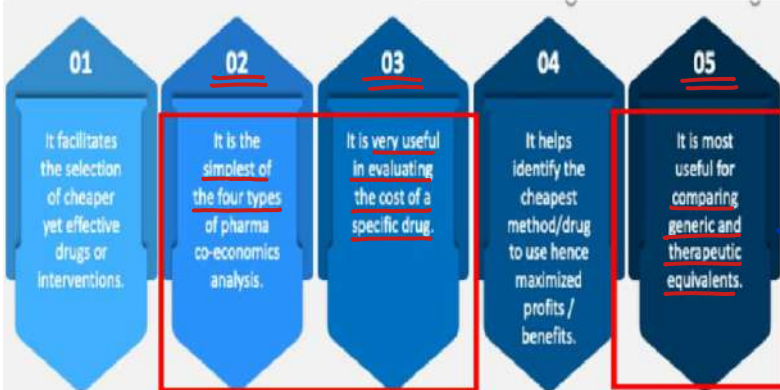 01
It facilitates
the selection
of cheaper
yet effective
drugs or
interventions.
02
It is the
simplest of
the four types
of pharma
co-economics
analysis.
03
It is very useful
in evaluating
the cost of a
specific drug.
04
It helps
identify the
cheapest
method/drug
to use hence
maximized
profits /
benefits.
05
It is most
useful for
comparing
generic and
therapeutic
equivalents.